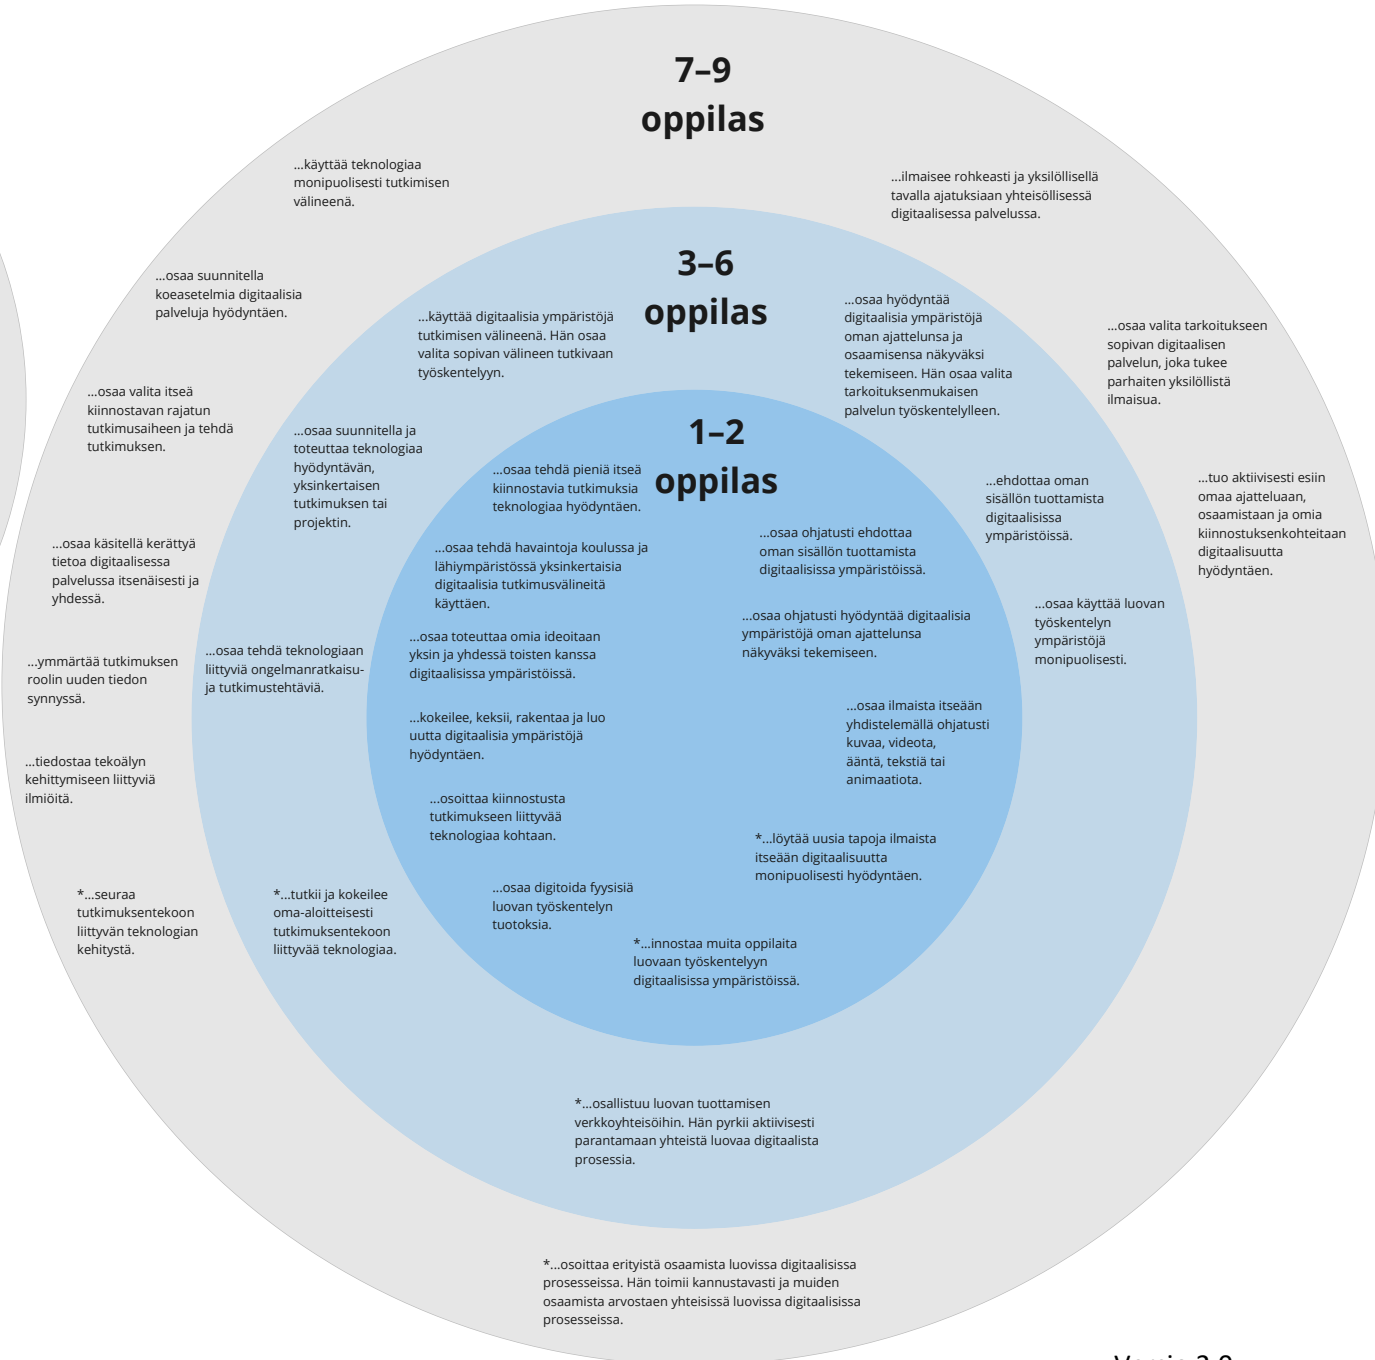 7–9
oppilas
...käyttää teknologiaa
monipuolisesti tutkimisen
välineenä.
...ilmaisee rohkeasti ja yksilöllisellä
tavalla ajatuksiaan yhteisöllisessä
digitaalisessa palvelussa.
...osaa suunnitella
koeasetelmia digitaalisia
palveluja hyödyntäen.
...osaa valita tarkoitukseen
sopivan digitaalisen
palvelun, joka tukee
parhaiten yksilöllistä
ilmaisua.
...osaa valita itseä
kiinnostavan rajatun
tutkimusaiheen ja tehdä
tutkimuksen.
...tuo aktiivisesti esiin
omaa ajatteluaan,
osaamistaan ja omia
kiinnostuksenkohteitaan
digitaalisuutta
hyödyntäen.
...osaa käsitellä kerättyä
tietoa digitaalisessa
palvelussa itsenäisesti ja
yhdessä.
...ymmärtää tutkimuksen
roolin uuden tiedon
synnyssä.
...tiedostaa tekoälyn
kehittymiseen liittyviä
ilmiöitä.
*...seuraa
tutkimuksentekoon
liittyvän teknologian
kehitystä.
3–6
oppilas
...käyttää digitaalisia ympäristöjä
tutkimisen välineenä. Hän osaa
valita sopivan välineen tutkivaan
työskentelyyn.
...osaa hyödyntää
digitaalisia ympäristöjä
oman ajattelunsa ja
osaamisensa näkyväksi
tekemiseen. Hän osaa valita
tarkoituksenmukaisen
palvelun työskentelylleen.
...osaa suunnitella ja
toteuttaa teknologiaa
hyödyntävän,
yksinkertaisen
tutkimuksen tai
projektin.
...ehdottaa oman
sisällön tuottamista
digitaalisissa
ympäristöissä.
...osaa käyttää luovan
työskentelyn
ympäristöjä
monipuolisesti.
...osaa tehdä teknologiaan
liittyviä ongelmanratkaisu-
ja tutkimustehtäviä.
*...tutkii ja kokeilee
oma-aloitteisesti
tutkimuksentekoon
liittyvää teknologiaa.
1–2
oppilas
...osaa tehdä pieniä itseä
kiinnostavia tutkimuksia
teknologiaa hyödyntäen.
...osaa ohjatusti ehdottaa
oman sisällön tuottamista
digitaalisissa ympäristöissä.
...osaa tehdä havaintoja koulussa ja
lähiympäristössä yksinkertaisia
digitaalisia tutkimusvälineitä
käyttäen.
...osaa ohjatusti hyödyntää digitaalisia
ympäristöjä oman ajattelunsa
näkyväksi tekemiseen.
...osaa toteuttaa omia ideoitaan
yksin ja yhdessä toisten kanssa
digitaalisissa ympäristöissä.
...osaa ilmaista itseään
yhdistelemällä ohjatusti
kuvaa, videota,
ääntä, tekstiä tai
animaatiota.
...kokeilee, keksii, rakentaa ja luo
uutta digitaalisia ympäristöjä
hyödyntäen.
...osoittaa kiinnostusta
tutkimukseen liittyvää
teknologiaa kohtaan.
*...löytää uusia tapoja ilmaista
itseään digitaalisuutta
monipuolisesti hyödyntäen.
...osaa digitoida fyysisiä
luovan työskentelyn
tuotoksia.
*...innostaa muita oppilaita
luovaan työskentelyyn
digitaalisissa ympäristöissä.
*...osallistuu luovan tuottamisen
verkkoyhteisöihin. Hän pyrkii aktiivisesti
parantamaan yhteistä luovaa digitaalista
prosessia.
*...osoittaa erityistä osaamista luovissa digitaalisissa
prosesseissa. Hän toimii kannustavasti ja muiden
osaamista arvostaen yhteisissä luovissa digitaalisissa
prosesseissa.